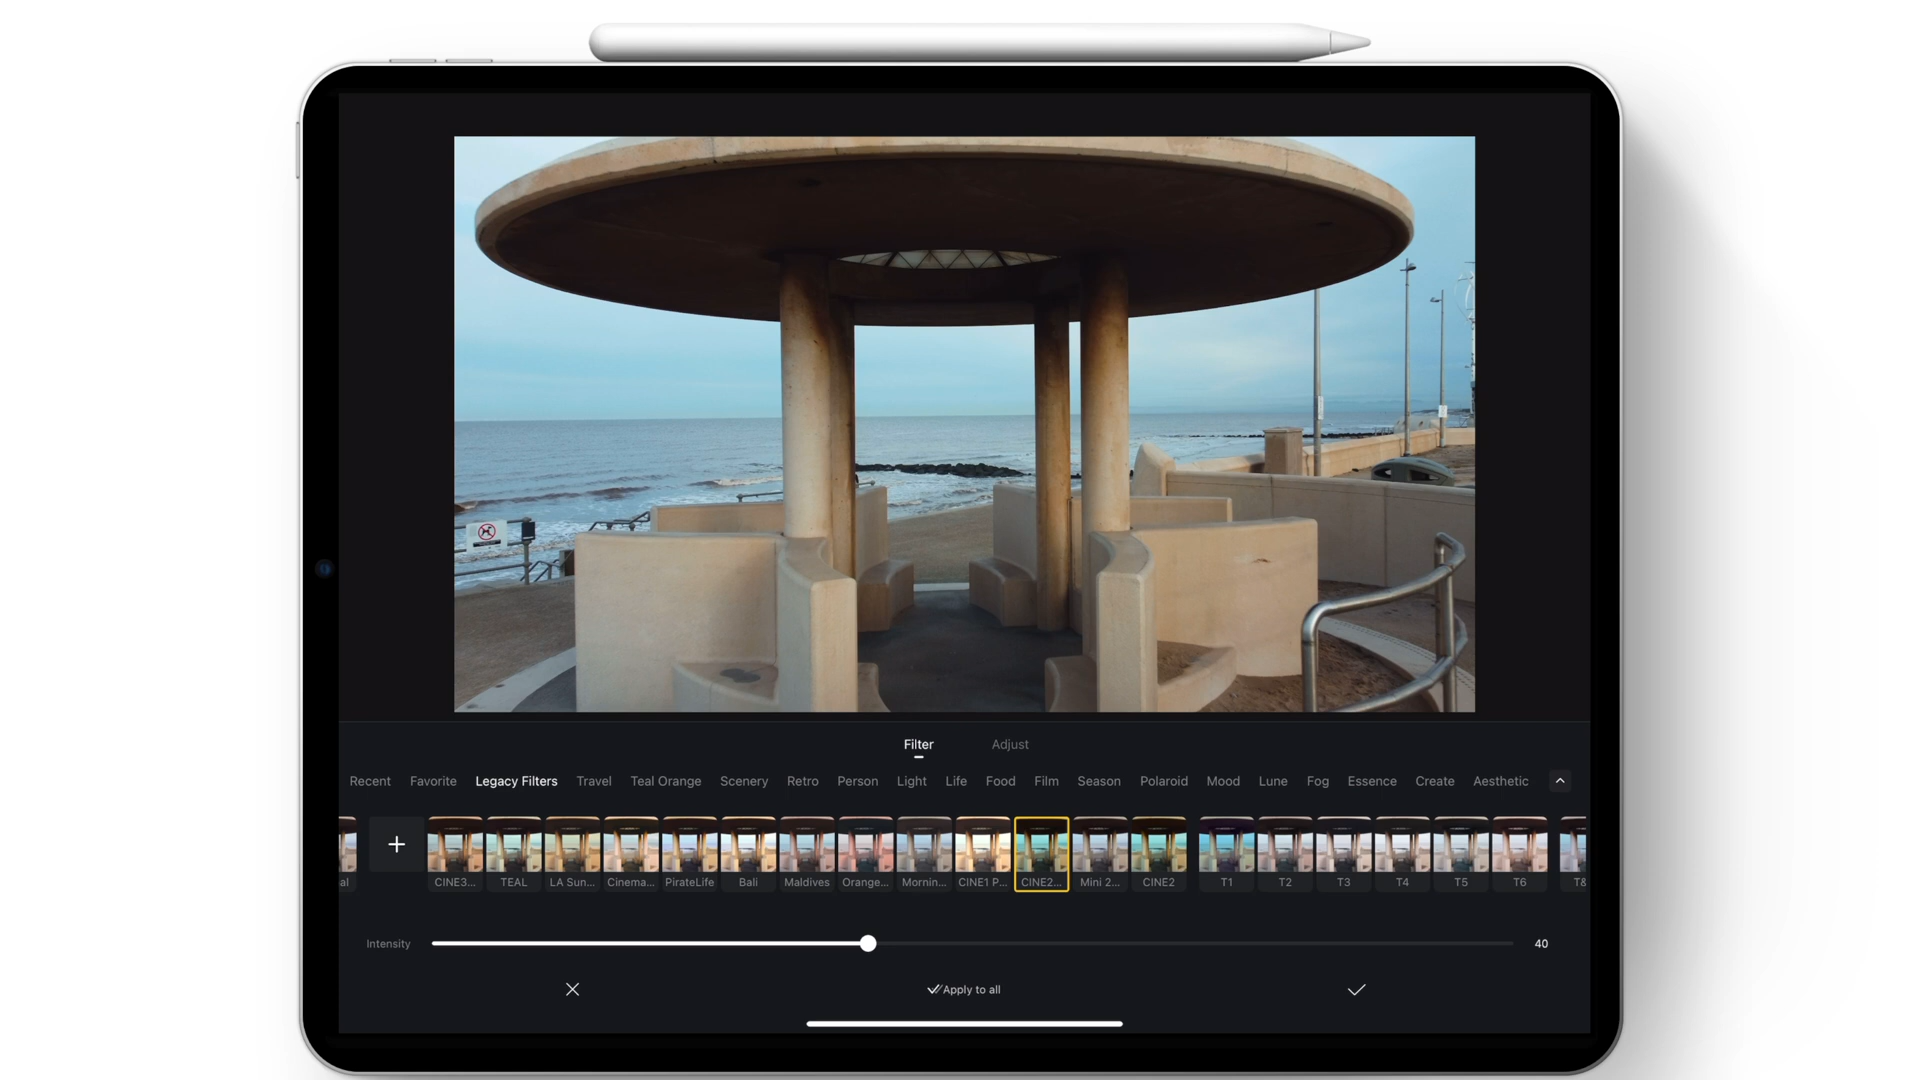 Filter Adjust
Recent Favorite Legacy Filters Travel Teal Orange Scenery Retro Person Light Life Food Film Season Polaroid Mood Lune Fog Essence Create Aesthetic
al + CINE3... TEAL LA Sun... Cinema... PirateLife Bali Maldives Orange... Mornin... CINE1 P... CINE2... Mini 2... CINE2 T1 T2 T3 T4 T5 T6
Intensity 40
Apply to all